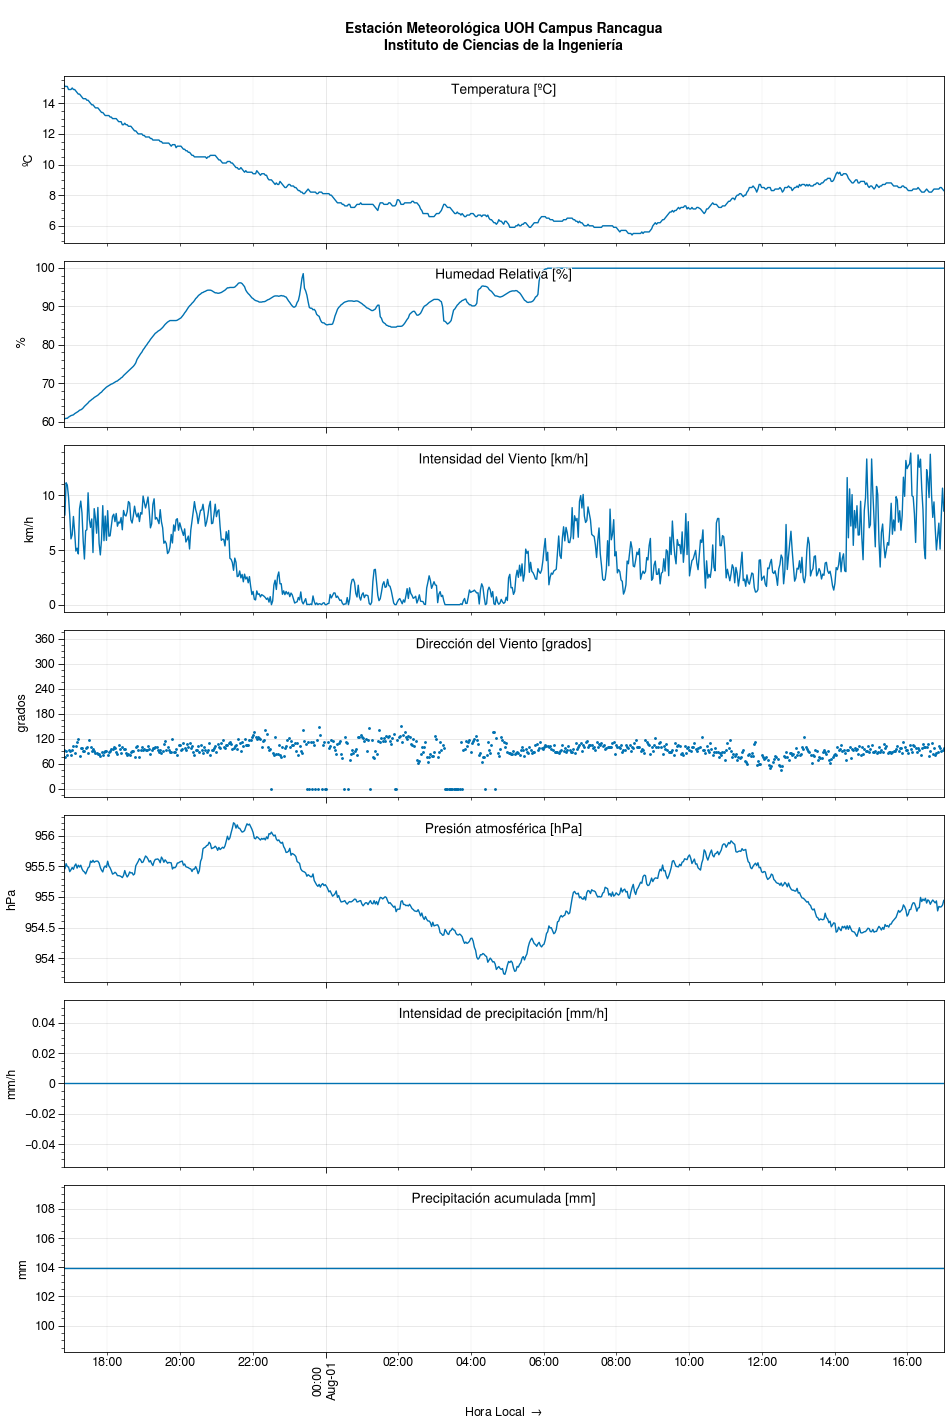 Estación Meteorológica UOH Campus Rancagua
Instituto de Ciencias de la Ingeniería
Temperatura [ºC]
14
12
10
8
6
ºC
Humedad Relativa [%]
100
90
80
70
60
%
Intensidad del Viento [km/h]
10
5
0
km/h
Dirección del Viento [grados]
360
300
240
180
120
60
0
grados
Presión atmosférica [hPa]
956
955.5
955
954.5
954
hPa
Intensidad de precipitación [mm/h]
0.04
0.02
0
−0.02
−0.04
mm/h
Precipitación acumulada [mm]
108
106
104
102
100
mm
18:00 20:00 22:00 00:00 02:00 04:00 06:00 08:00 10:00 12:00 14:00 16:00
Aug-01
Hora Local →